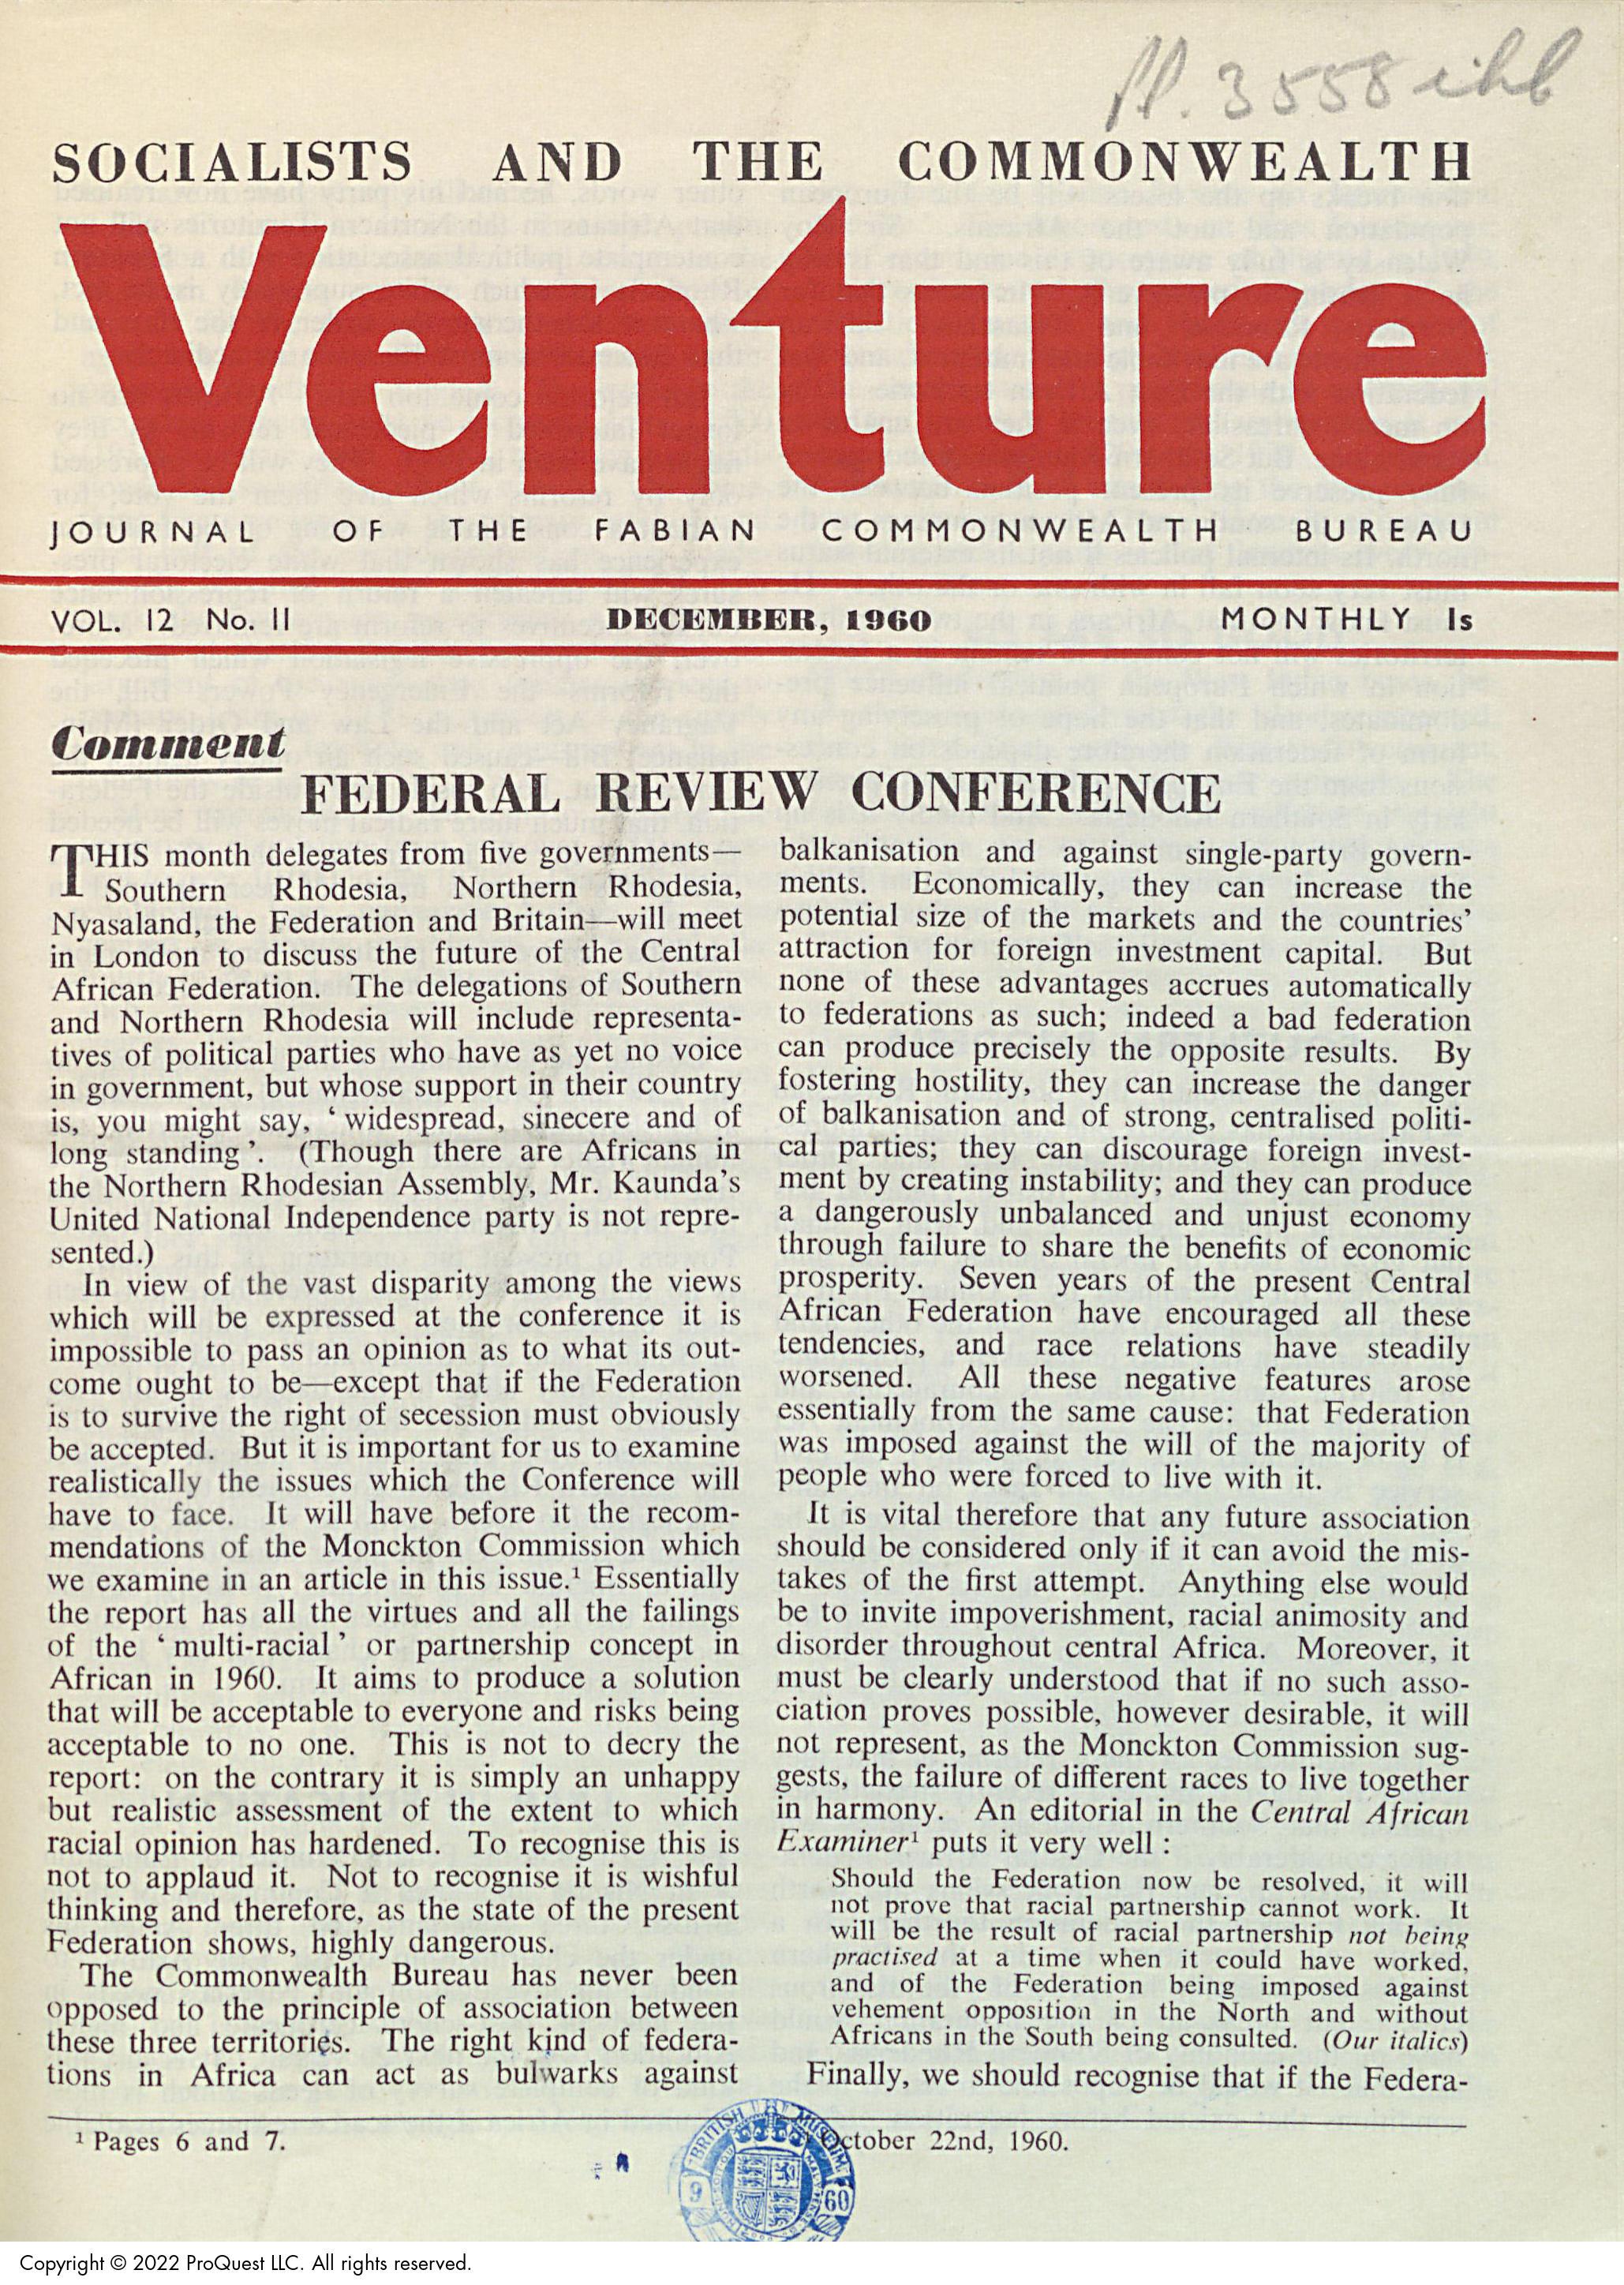 pp. 3558 ihb
SOCIALISTS AND THE COMMONWEALTH
Venture
JOURNAL OF THE FABIAN COMMONWEALTH BUREAU
VOL. 12 No. 11 DECEMBER, 1960 MONTHLY 1s
Comment
FEDERAL REVIEW CONFERENCE
THIS month delegates from five governments—
Southern Rhodesia, Northern Rhodesia,
Nyasaland, the Federation and Britain—will meet
in London to discuss the future of the Central
African Federation. The delegations of Southern
and Northern Rhodesia will include representa-
tives of political parties who have as yet no voice
in government, but whose support in their country
is, you might say, ‘ widespread, sinecere and of
long standing ’. (Though there are Africans in
the Northern Rhodesian Assembly, Mr. Kaunda’s
United National Independence party is not repre-
sented.)
In view of the vast disparity among the views
which will be expressed at the conference it is
impossible to pass an opinion as to what its out-
come ought to be—except that if the Federation
is to survive the right of secession must obviously
be accepted. But it is important for us to examine
realistically the issues which the Conference will
have to face. It will have before it the recom-
mendations of the Monckton Commission which
we examine in an article in this issue.¹ Essentially
the report has all the virtues and all the failings
of the ‘ multi-racial ’ or partnership concept in
African in 1960. It aims to produce a solution
that will be acceptable to everyone and risks being
acceptable to no one. This is not to decry the
report: on the contrary it is simply an unhappy
but realistic assessment of the extent to which
racial opinion has hardened. To recognise this is
not to applaud it. Not to recognise it is wishful
thinking and therefore, as the state of the present
Federation shows, highly dangerous.
The Commonwealth Bureau has never been
opposed to the principle of association between
these three territories. The right kind of federa-
tions in Africa can act as bulwarks against
¹ Pages 6 and 7.
balkanisation and against single-party govern-
ments. Economically, they can increase the
potential size of the markets and the countries’
attraction for foreign investment capital. But
none of these advantages accrues automatically
to federations as such; indeed a bad federation
can produce precisely the opposite results. By
fostering hostility, they can increase the danger
of balkanisation and of strong, centralised politi-
cal parties; they can discourage foreign invest-
ment by creating instability; and they can produce
a dangerously unbalanced and unjust economy
through failure to share the benefits of economic
prosperity. Seven years of the present Central
African Federation have encouraged all these
tendencies, and race relations have steadily
worsened. All these negative features arose
essentially from the same cause: that Federation
was imposed against the will of the majority of
people who were forced to live with it.
It is vital therefore that any future association
should be considered only if it can avoid the mis-
takes of the first attempt. Anything else would
be to invite impoverishment, racial animosity and
disorder throughout central Africa. Moreover, it
must be clearly understood that if no such asso-
ciation proves possible, however desirable, it will
not represent, as the Monckton Commission sug-
gests, the failure of different races to live together
in harmony. An editorial in the Central African
Examiner¹ puts it very well :
Should the Federation now be resolved, it will
not prove that racial partnership cannot work. It
will be the result of racial partnership not being
practised at a time when it could have worked,
and of the Federation being imposed against
vehement opposition in the North and without
Africans in the South being consulted. (Our italics)
Finally, we should recognise that if the Federa-
October 22nd, 1960.
BRITISH MUSEUM
9 60
Copyright © 2022 ProQuest LLC. All rights reserved.